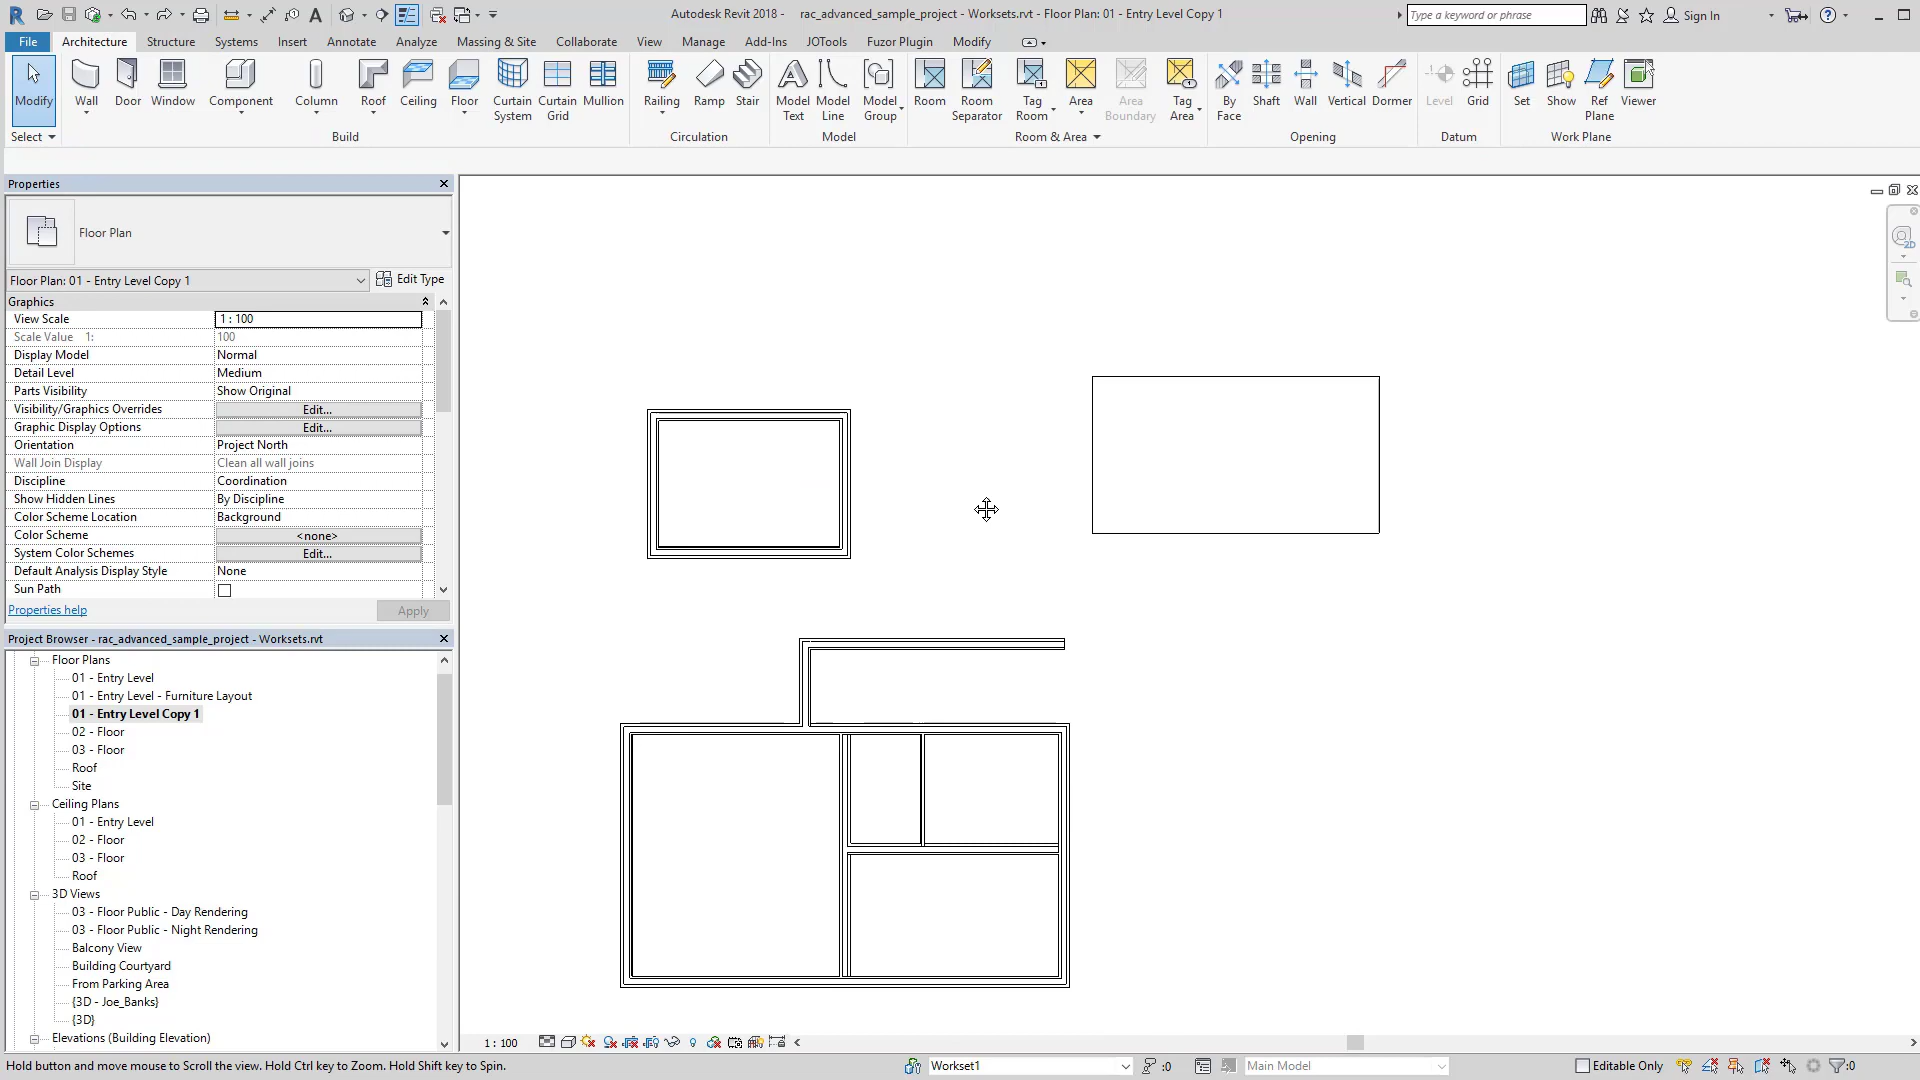 Autodesk Revit 2018 - rac_advanced_sample_project - Worksets.rvt - Floor Plan: 01 - Entry Level Copy 1
Type a keyword or phrase
Sign In
File Architecture Structure Systems Insert Annotate Analyze Massing & Site Collaborate View Manage Add-Ins JOTools Fuzor Plugin Modify
Modify
Wall
Door
Window
Component
Column
Roof
Ceiling
Floor
Curtain System
Curtain Grid
Mullion
Railing
Ramp
Stair
Model Text
Model Line
Model Group
Room
Room Separator
Tag Room
Area
Area Boundary
Tag Area
By Face
Shaft
Wall
Vertical
Dormer
Level
Grid
Set
Show
Ref Plane
Viewer
Select
Build
Circulation
Model
Room & Area
Opening
Datum
Work Plane
Properties
Floor Plan
Floor Plan: 01 - Entry Level Copy 1
Edit Type
Graphics
View Scale 1 : 100
Scale Value 1: 100
Display Model Normal
Detail Level Medium
Parts Visibility Show Original
Visibility/Graphics Overrides Edit...
Graphic Display Options Edit...
Orientation Project North
Wall Join Display Clean all wall joins
Discipline Coordination
Show Hidden Lines By Discipline
Color Scheme Location Background
Color Scheme <none>
System Color Schemes Edit...
Default Analysis Display Style None
Sun Path
Properties help
Apply
Project Browser - rac_advanced_sample_project - Worksets.rvt
Floor Plans
01 - Entry Level
01 - Entry Level - Furniture Layout
01 - Entry Level Copy 1
02 - Floor
03 - Floor
Roof
Site
Ceiling Plans
01 - Entry Level
02 - Floor
03 - Floor
Roof
3D Views
03 - Floor Public - Day Rendering
03 - Floor Public - Night Rendering
Balcony View
Building Courtyard
From Parking Area
{3D - Joe_Banks}
{3D}
Elevations (Building Elevation)
2D
1 : 100
Hold button and move mouse to Scroll the view. Hold Ctrl key to Zoom. Hold Shift key to Spin.
Workset1
:0
Main Model
Editable Only
:0